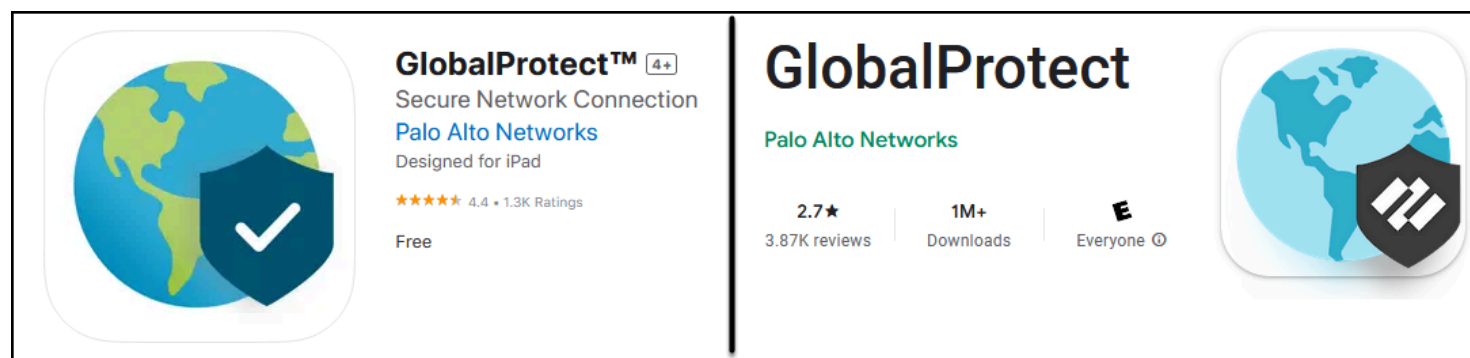 GlobalProtect™ 4+
Secure Network Connection
Palo Alto Networks
Designed for iPad
★★★★★ 4.4 • 1.3K Ratings
Free
GlobalProtect
Palo Alto Networks
2.7★ 1M+ E
3.87K reviews Downloads Everyone ⓘ